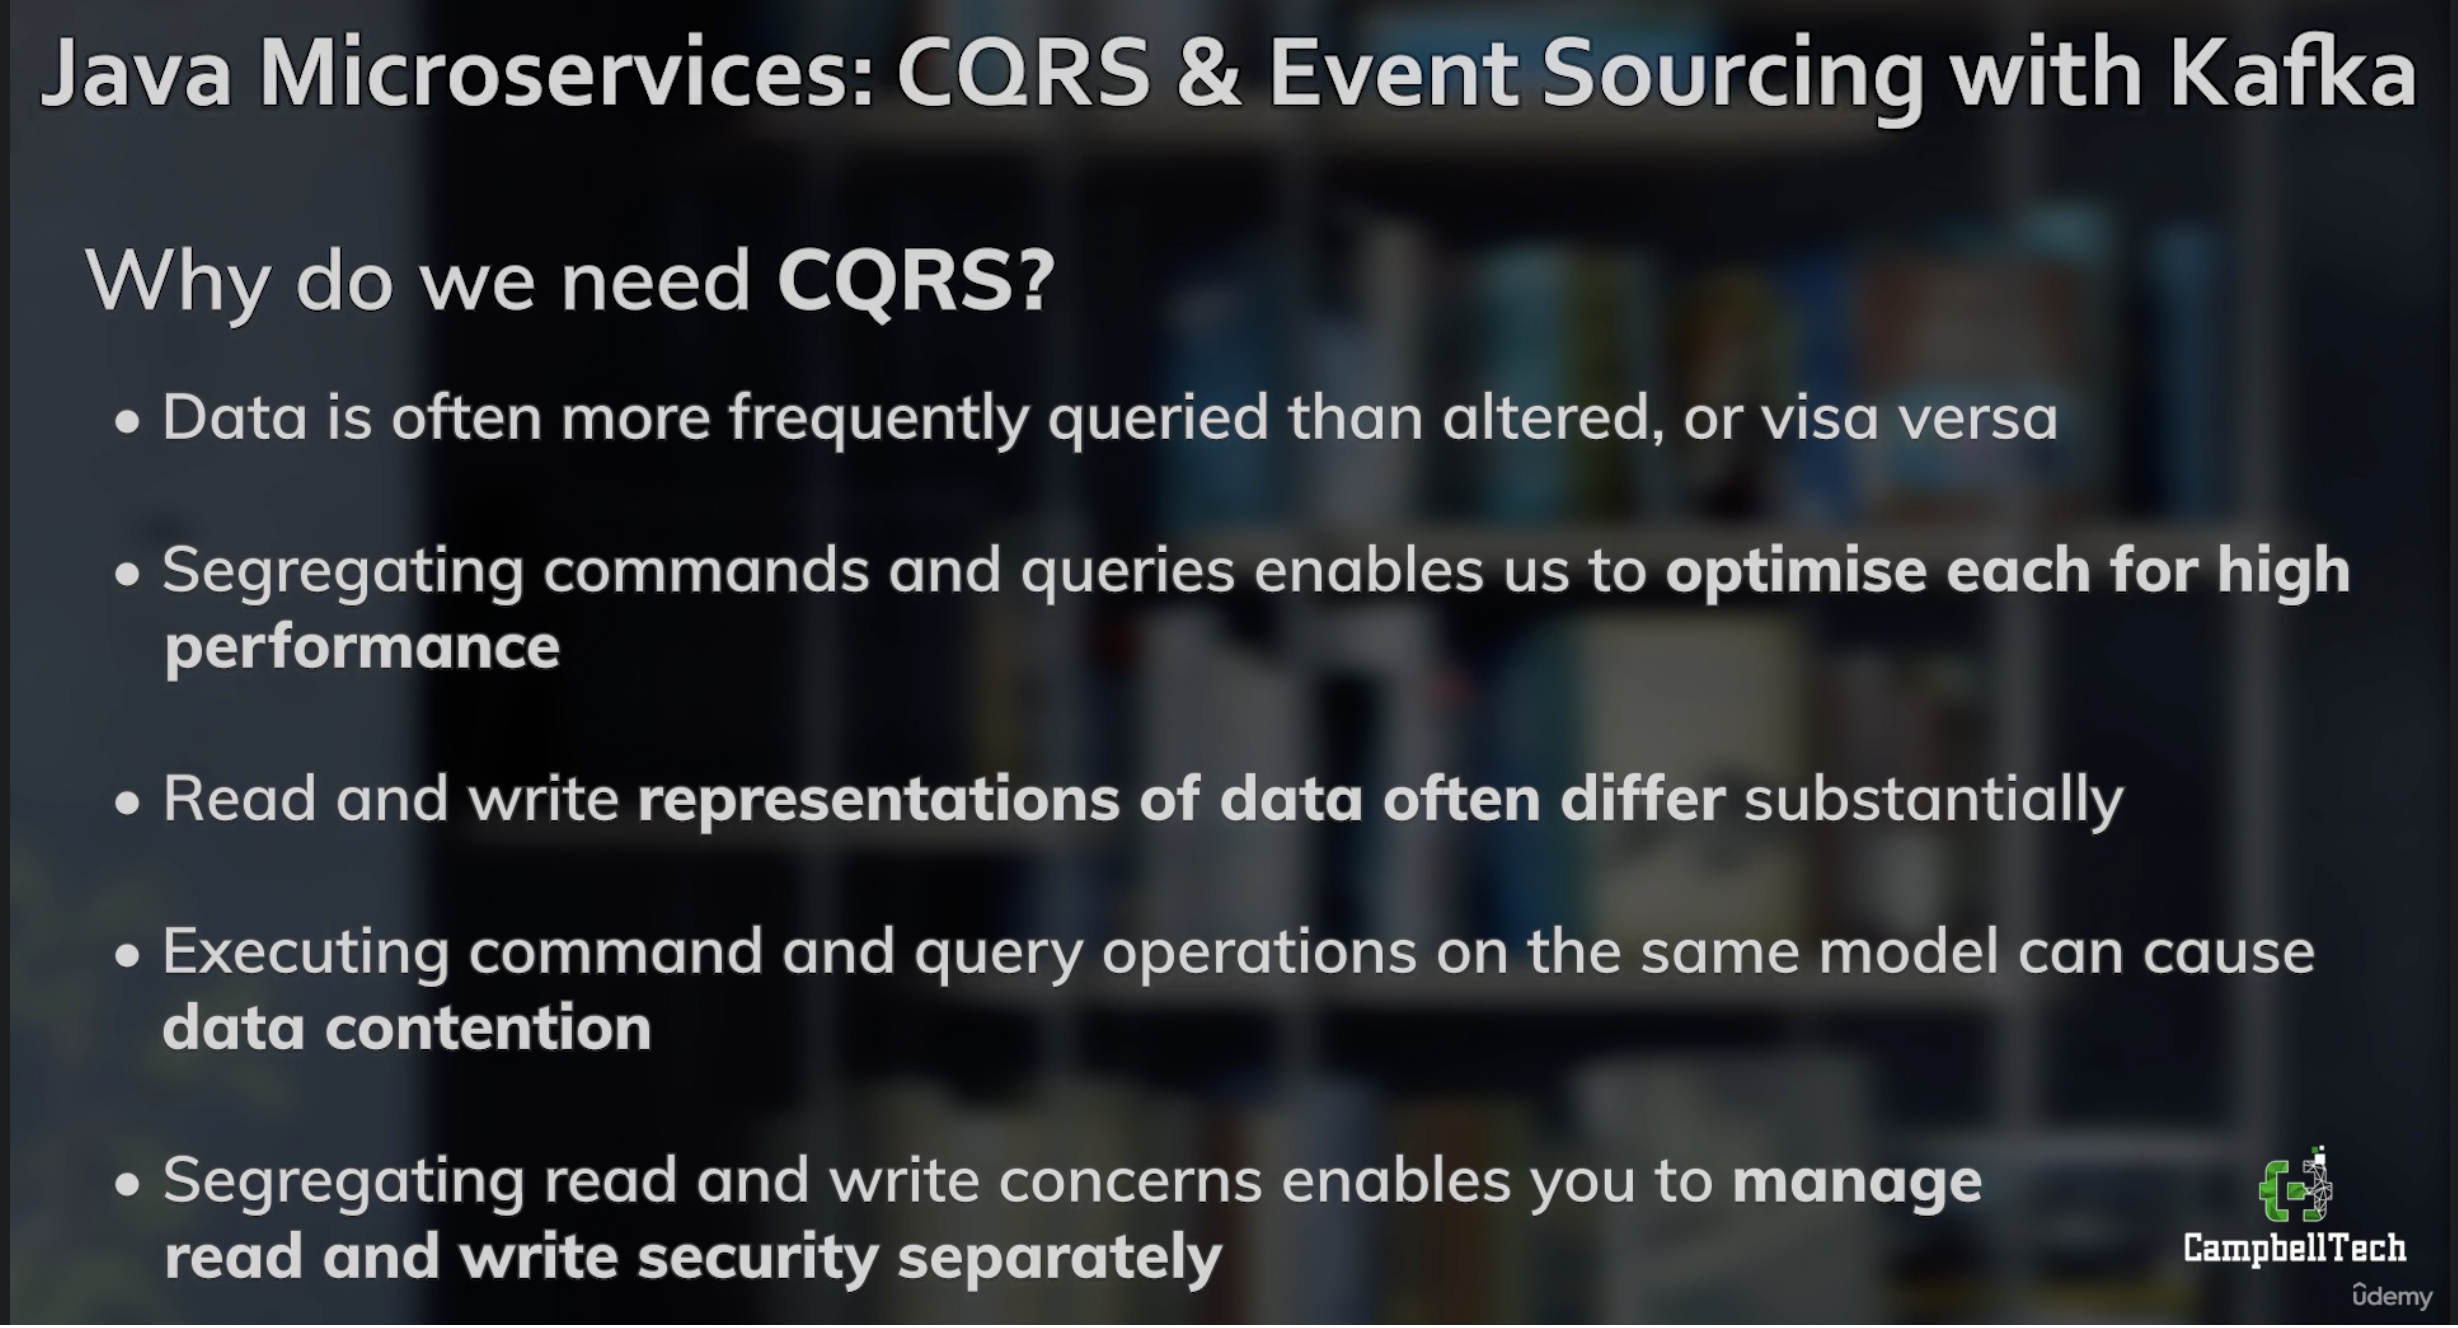 Java Microservices: CQRS & Event Sourcing with Kafka
Why do we need CQRS?
• Data is often more frequently queried than altered, or visa versa
• Segregating commands and queries enables us to optimise each for high
performance
• Read and write representations of data often differ substantially
• Executing command and query operations on the same model can cause
data contention
• Segregating read and write concerns enables you to manage
read and write security separately
CampbellTech
ûdemy